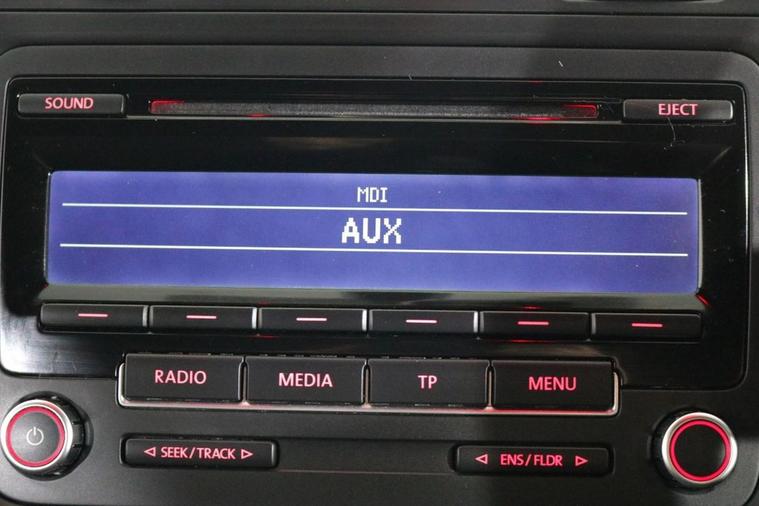 SOUND
EJECT
MDI
AUX
RADIO
MEDIA
TP
MENU
SEEK/TRACK
ENS/FLDR